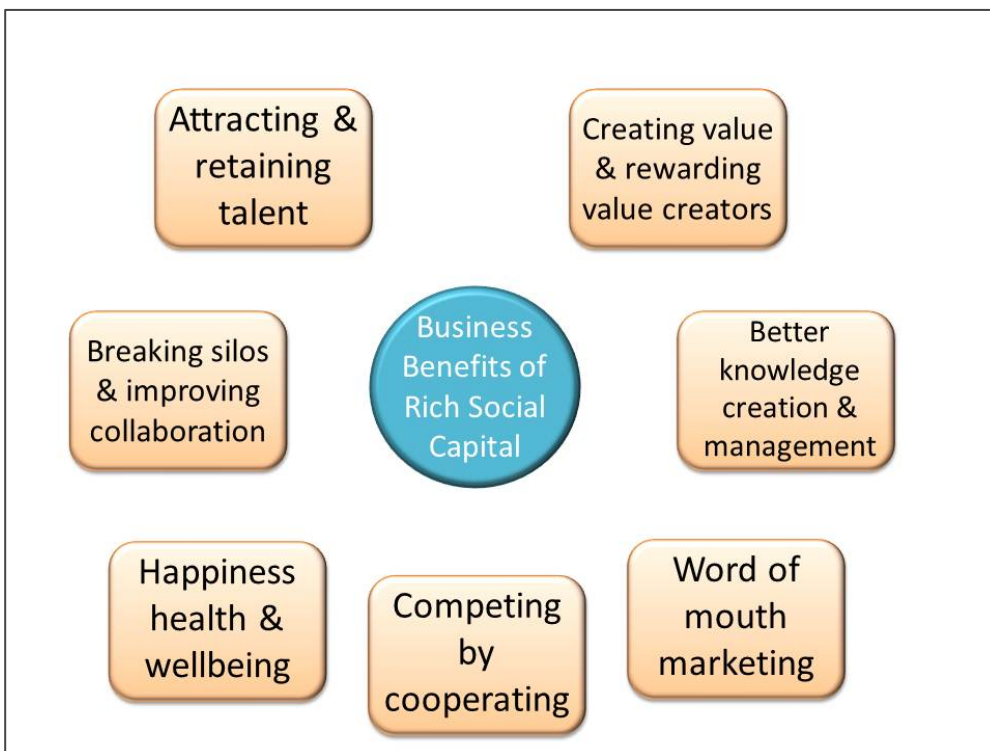 Attracting &
retaining
talent
Creating value
& rewarding
value creators
Breaking silos
& improving
collaboration
Business
Benefits of
Rich Social
Capital
Better
knowledge
creation &
management
Happiness
health &
wellbeing
Competing
by
cooperating
Word of
mouth
marketing